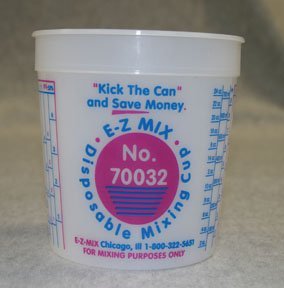 "Kick The Can"
and Save Money.
• E-Z MIX •
Disposable Mixing Cup
No.
70032
E-Z-MIX Chicago, Ill 1-800-322-5651
FOR MIXING PURPOSES ONLY